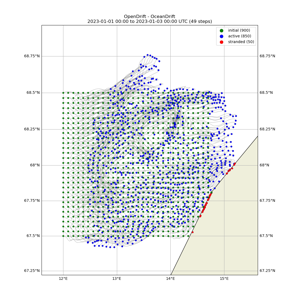 OpenDrift - OceanDrift
2023-01-01 00:00 to 2023-01-03 00:00 UTC (49 steps)
initial (900)
active (850)
stranded (50)
68.75°N
68.75°N
68.5°N
68.5°N
68.25°N
68.25°N
68°N
68°N
67.75°N
67.75°N
67.5°N
67.5°N
67.25°N
67.25°N
12°E
13°E
14°E
15°E